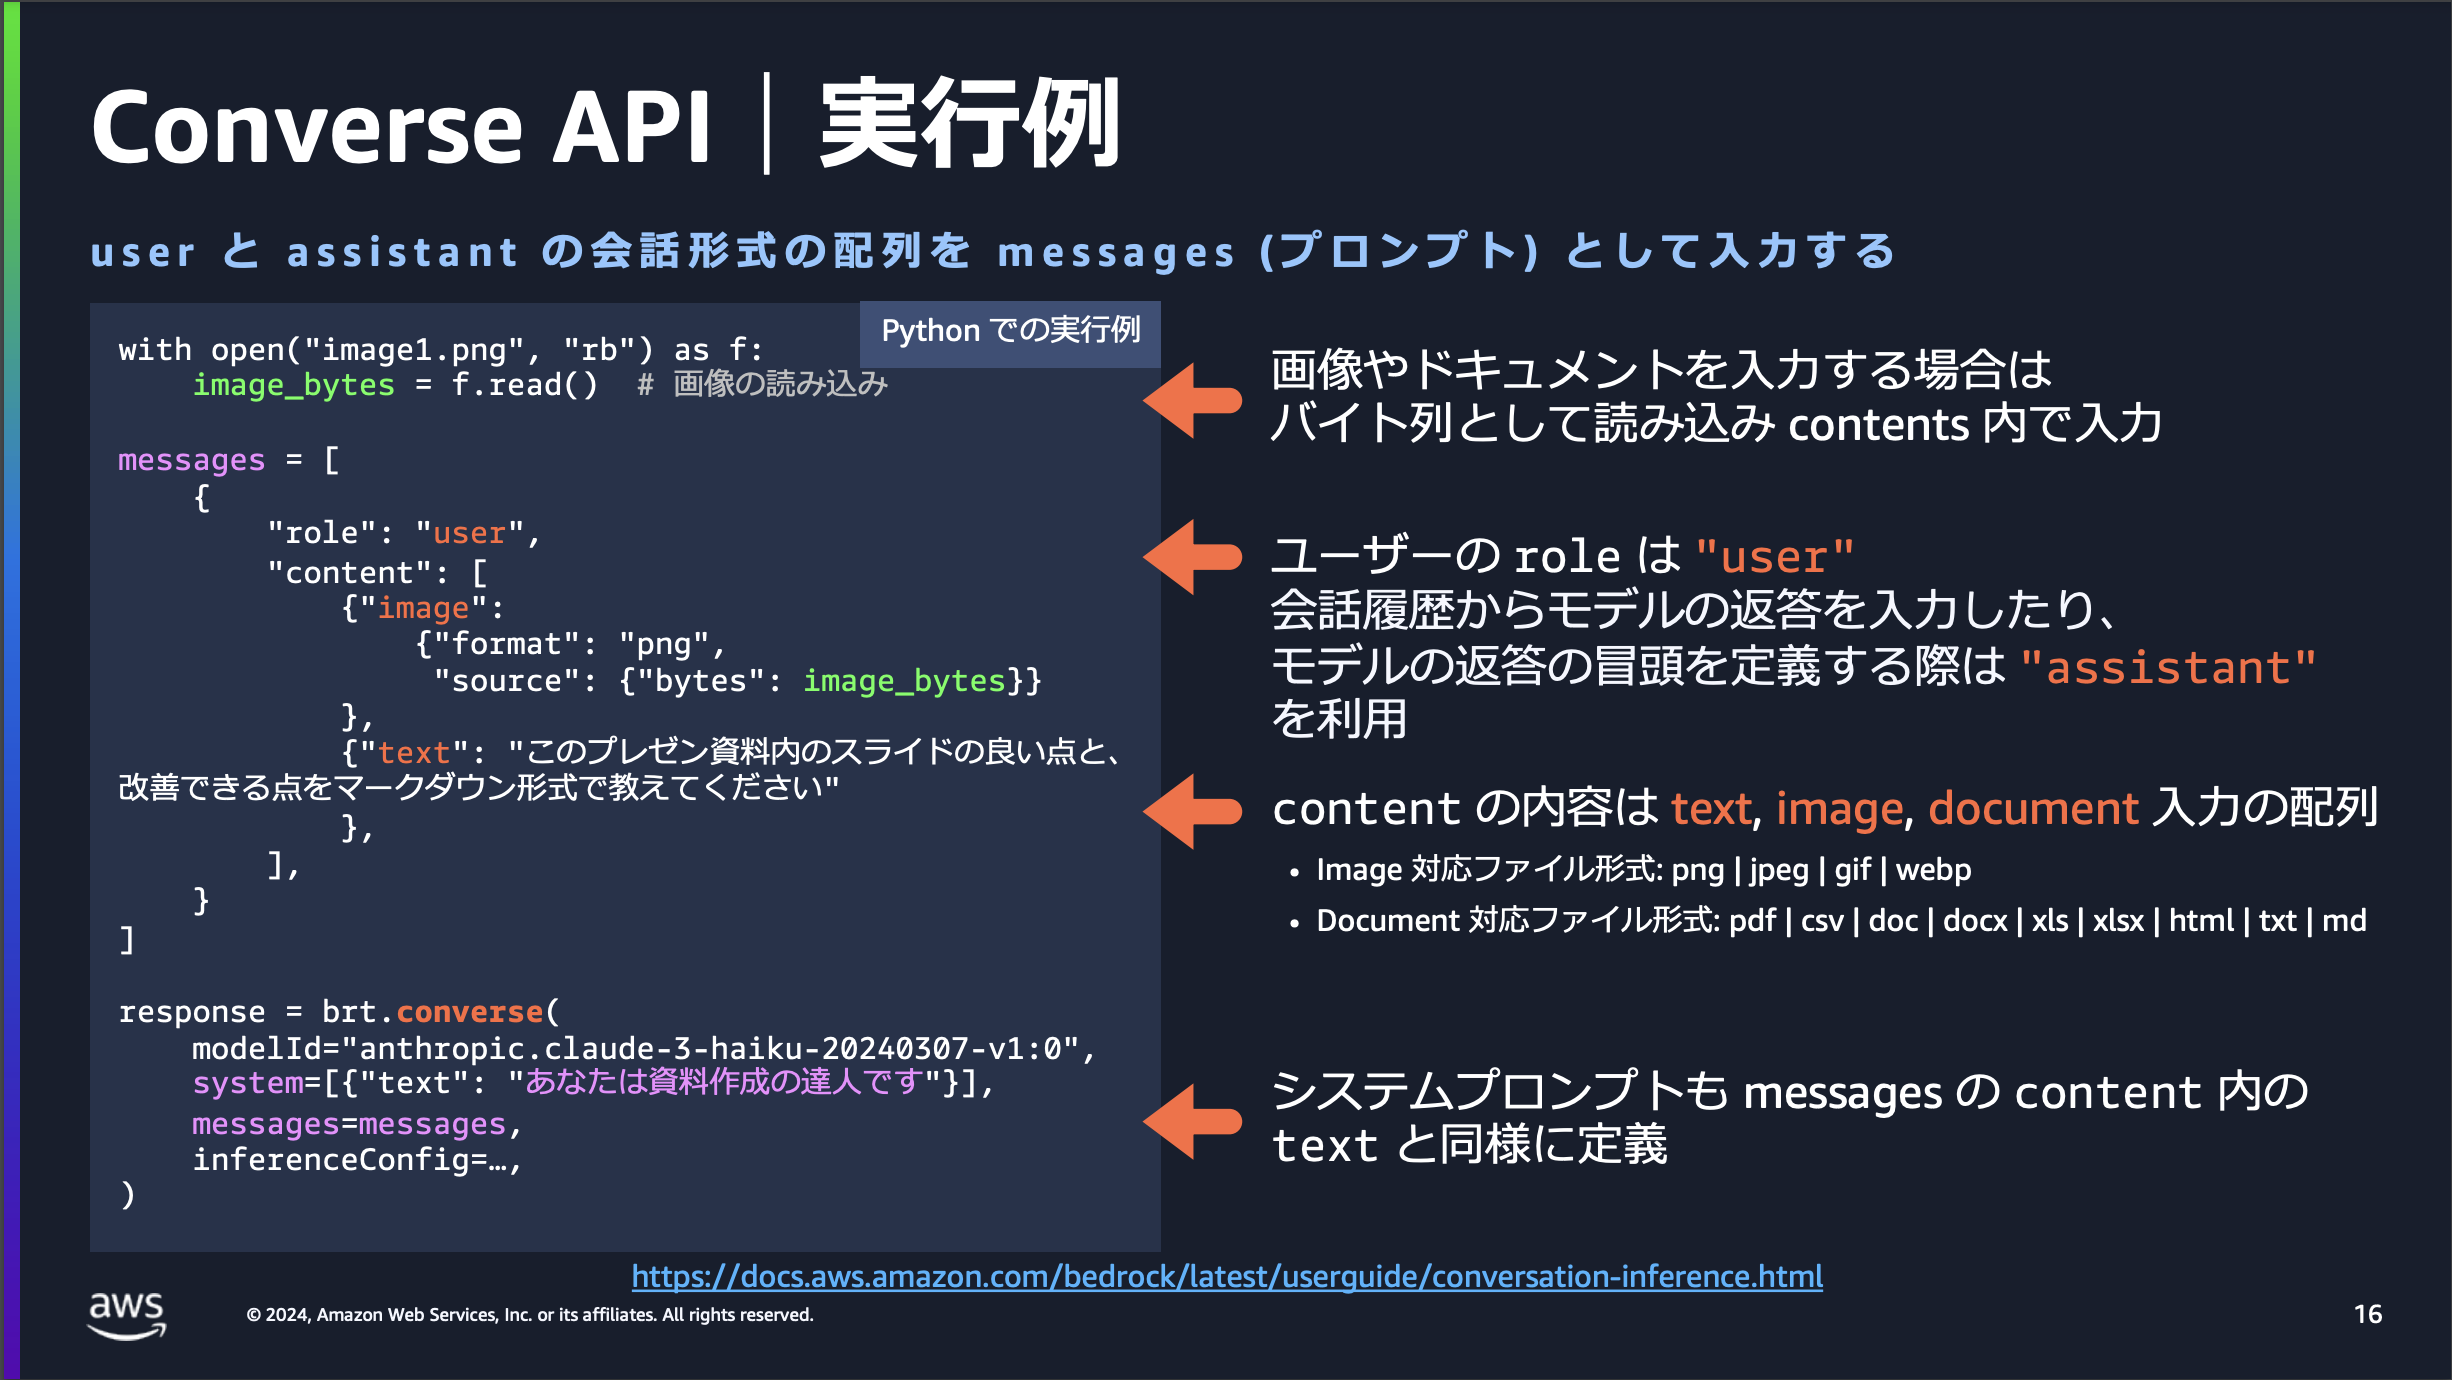 Converse API｜実行例
user と assistant の会話形式の配列を messages (プロンプト) として入力する
Python での実行例
with open("image1.png", "rb") as f:
    image_bytes = f.read()  # 画像の読み込み
messages = [
    {
        "role": "user",
        "content": [
            {"image":
                {"format": "png",
                 "source": {"bytes": image_bytes}}
            },
            {"text": "このプレゼン資料内のスライドの良い点と、
改善できる点をマークダウン形式で教えてください"
            },
        ],
    }
]
response = brt.converse(
    modelId="anthropic.claude-3-haiku-20240307-v1:0",
    system=[{"text": "あなたは資料作成の達人です"}],
    messages=messages,
    inferenceConfig=…,
)
画像やドキュメントを入力する場合は
バイト列として読み込み contents 内で入力
ユーザーの role は "user"
会話履歴からモデルの返答を入力したり、
モデルの返答の冒頭を定義する際は "assistant"
を利用
content の内容は text, image, document 入力の配列
• Image 対応ファイル形式: png | jpeg | gif | webp
• Document 対応ファイル形式: pdf | csv | doc | docx | xls | xlsx | html | txt | md
システムプロンプトも messages の content 内の
text と同様に定義
https://docs.aws.amazon.com/bedrock/latest/userguide/conversation-inference.html
aws
© 2024, Amazon Web Services, Inc. or its affiliates. All rights reserved.
16